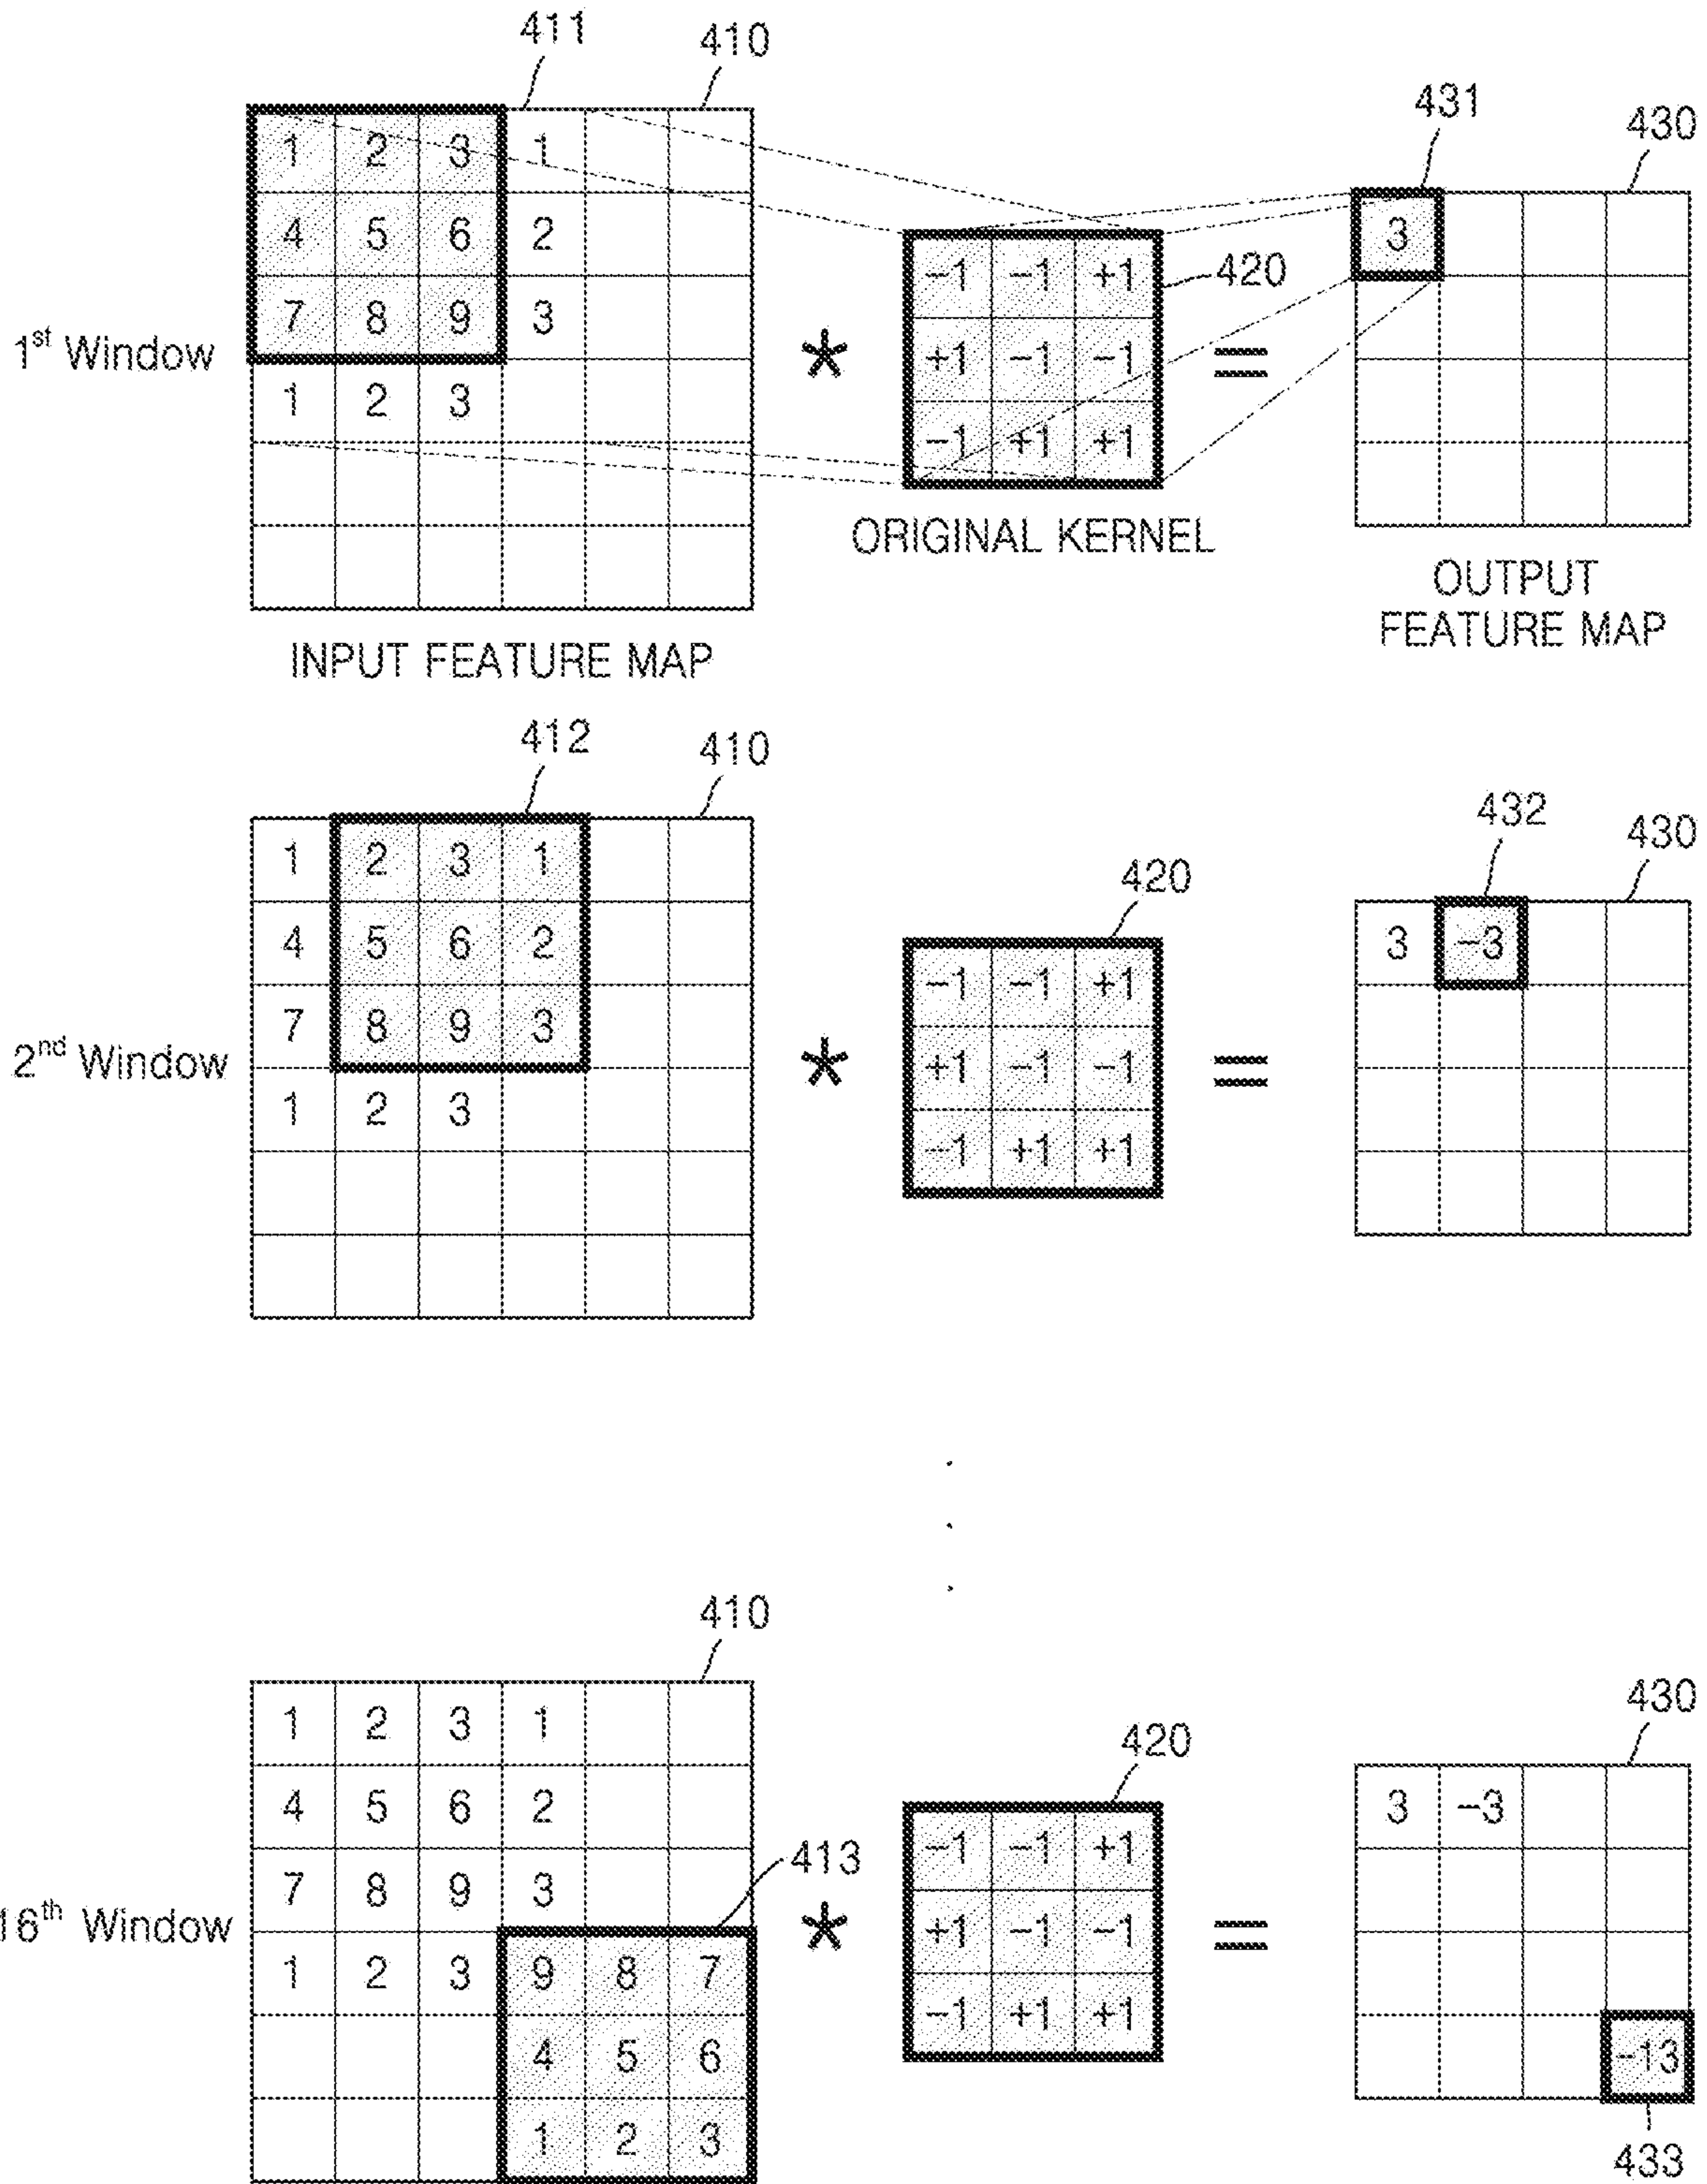 411 410
431 430
1 2 3 1
4 5 6 2
3
−1 −1 +1
420
7 8 9 3
1st Window
*
+1 −1 −1
=
1 2 3
−1 +1 +1
ORIGINAL KERNEL
OUTPUT
FEATURE MAP
INPUT FEATURE MAP
412 410
432 430
420
1 2 3 1
4 5 6 2
3 −3
7 8 9 3
−1 −1 +1
2nd Window
*
+1 −1 −1
=
1 2 3
−1 +1 +1
.
.
.
410
430
420
1 2 3 1
4 5 6 2
3 −3
7 8 9 3
413
−1 −1 +1
16th Window
*
+1 −1 −1
=
1 2 3 9 8 7
−1 +1 +1
4 5 6
−13
1 2 3
433